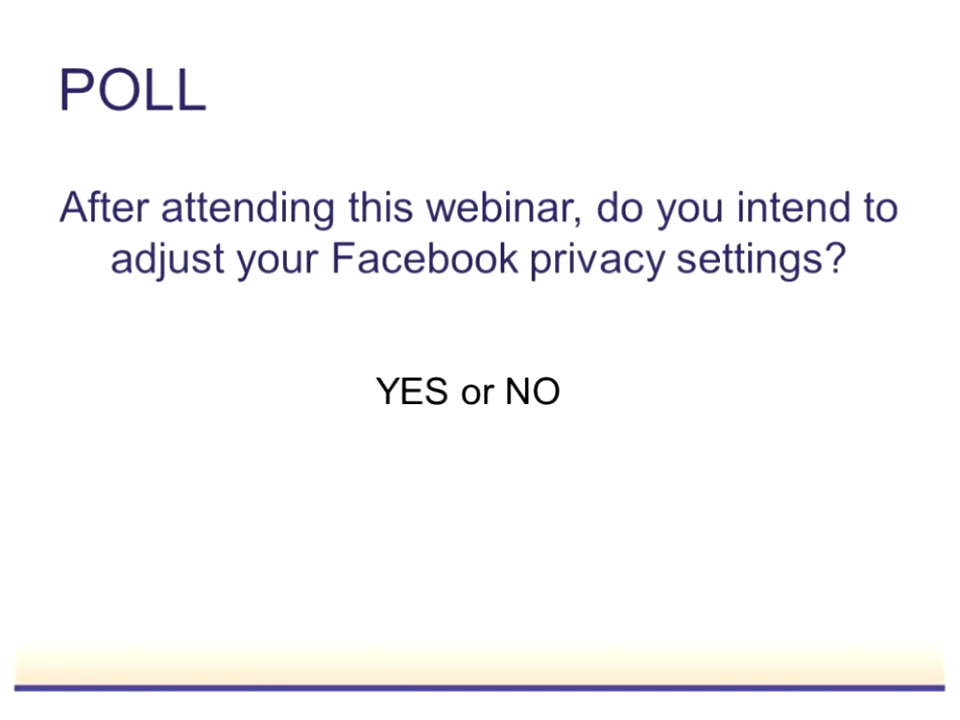 POLL
After attending this webinar, do you intend to
adjust your Facebook privacy settings?
YES or NO